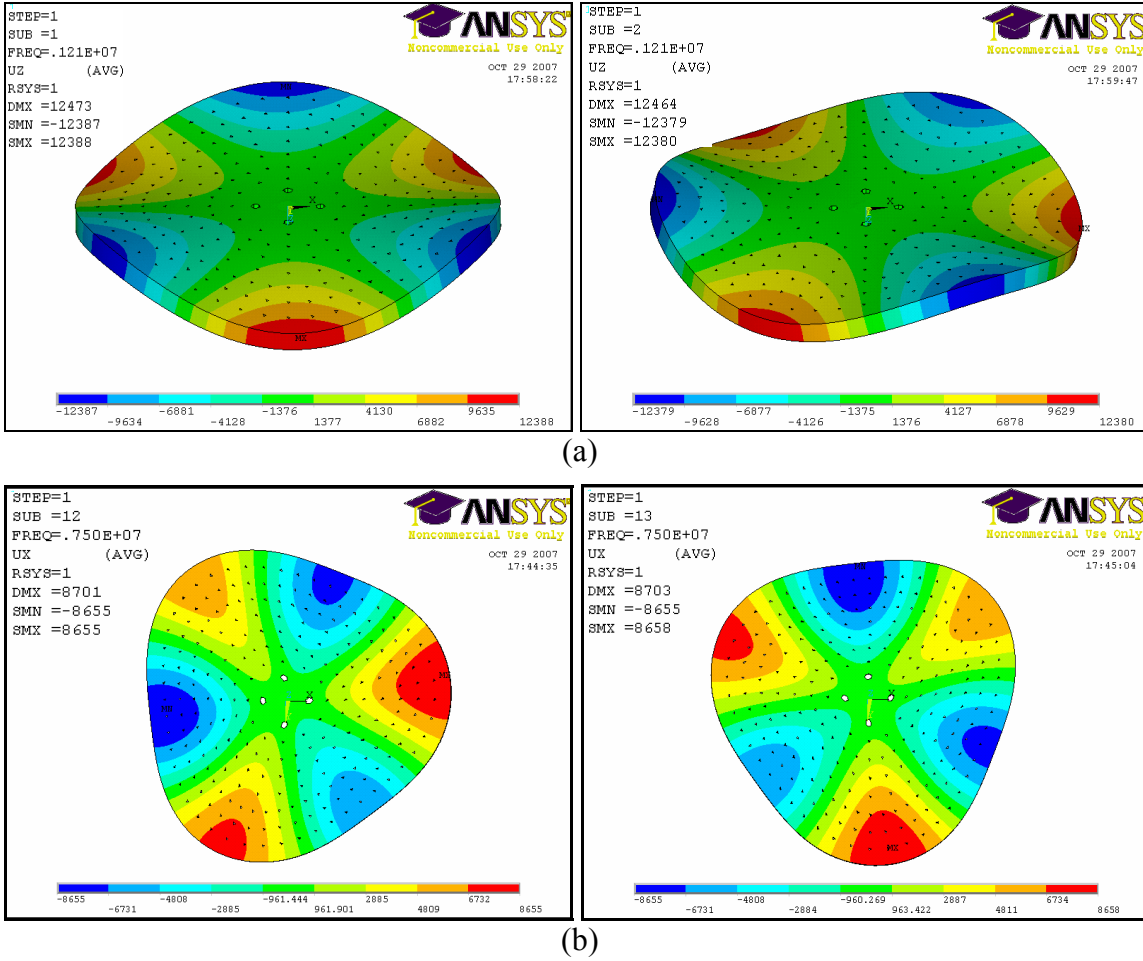 STEP=1
SUB =1
FREQ=.121E+07
UZ (AVG)
RSYS=1
DMX =12473
SMN =-12387
SMX =12388
ANSYS
Noncommercial Use Only
OCT 29 2007
17:58:22
MN
X
MX
-12387 -6881 -1376 4130 9635
-9634 -4128 1377 6882 12388
STEP=1
SUB =2
FREQ=.121E+07
UZ (AVG)
RSYS=1
DMX =12464
SMN =-12379
SMX =12380
ANSYS
Noncommercial Use Only
OCT 29 2007
17:59:47
X
MX
-12379 -6877 -1375 4127 9629
-9628 -4126 1376 6878 12380
(a)
STEP=1
SUB =12
FREQ=.750E+07
UX (AVG)
RSYS=1
DMX =8701
SMN =-8655
SMX =8655
ANSYS
Noncommercial Use Only
OCT 29 2007
17:44:35
MX
X
MN
-8655 -4808 -961.444 2885 6732
-6731 -2885 961.901 4809 8655
STEP=1
SUB =13
FREQ=.750E+07
UX (AVG)
RSYS=1
DMX =8703
SMN =-8655
SMX =8658
ANSYS
Noncommercial Use Only
OCT 29 2007
17:45:04
MN
X
MX
-8655 -4808 -960.269 2887 6734
-6731 -2884 963.422 4811 8658
(b)